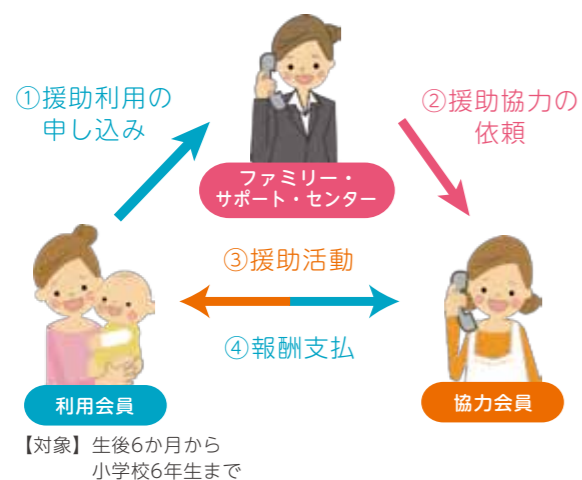 ①援助利用の
申し込み
②援助協力の
依頼
ファミリー・
サポート・センター
③援助活動
④報酬支払
利用会員
協力会員
【対象】生後6か月から
小学校6年生まで